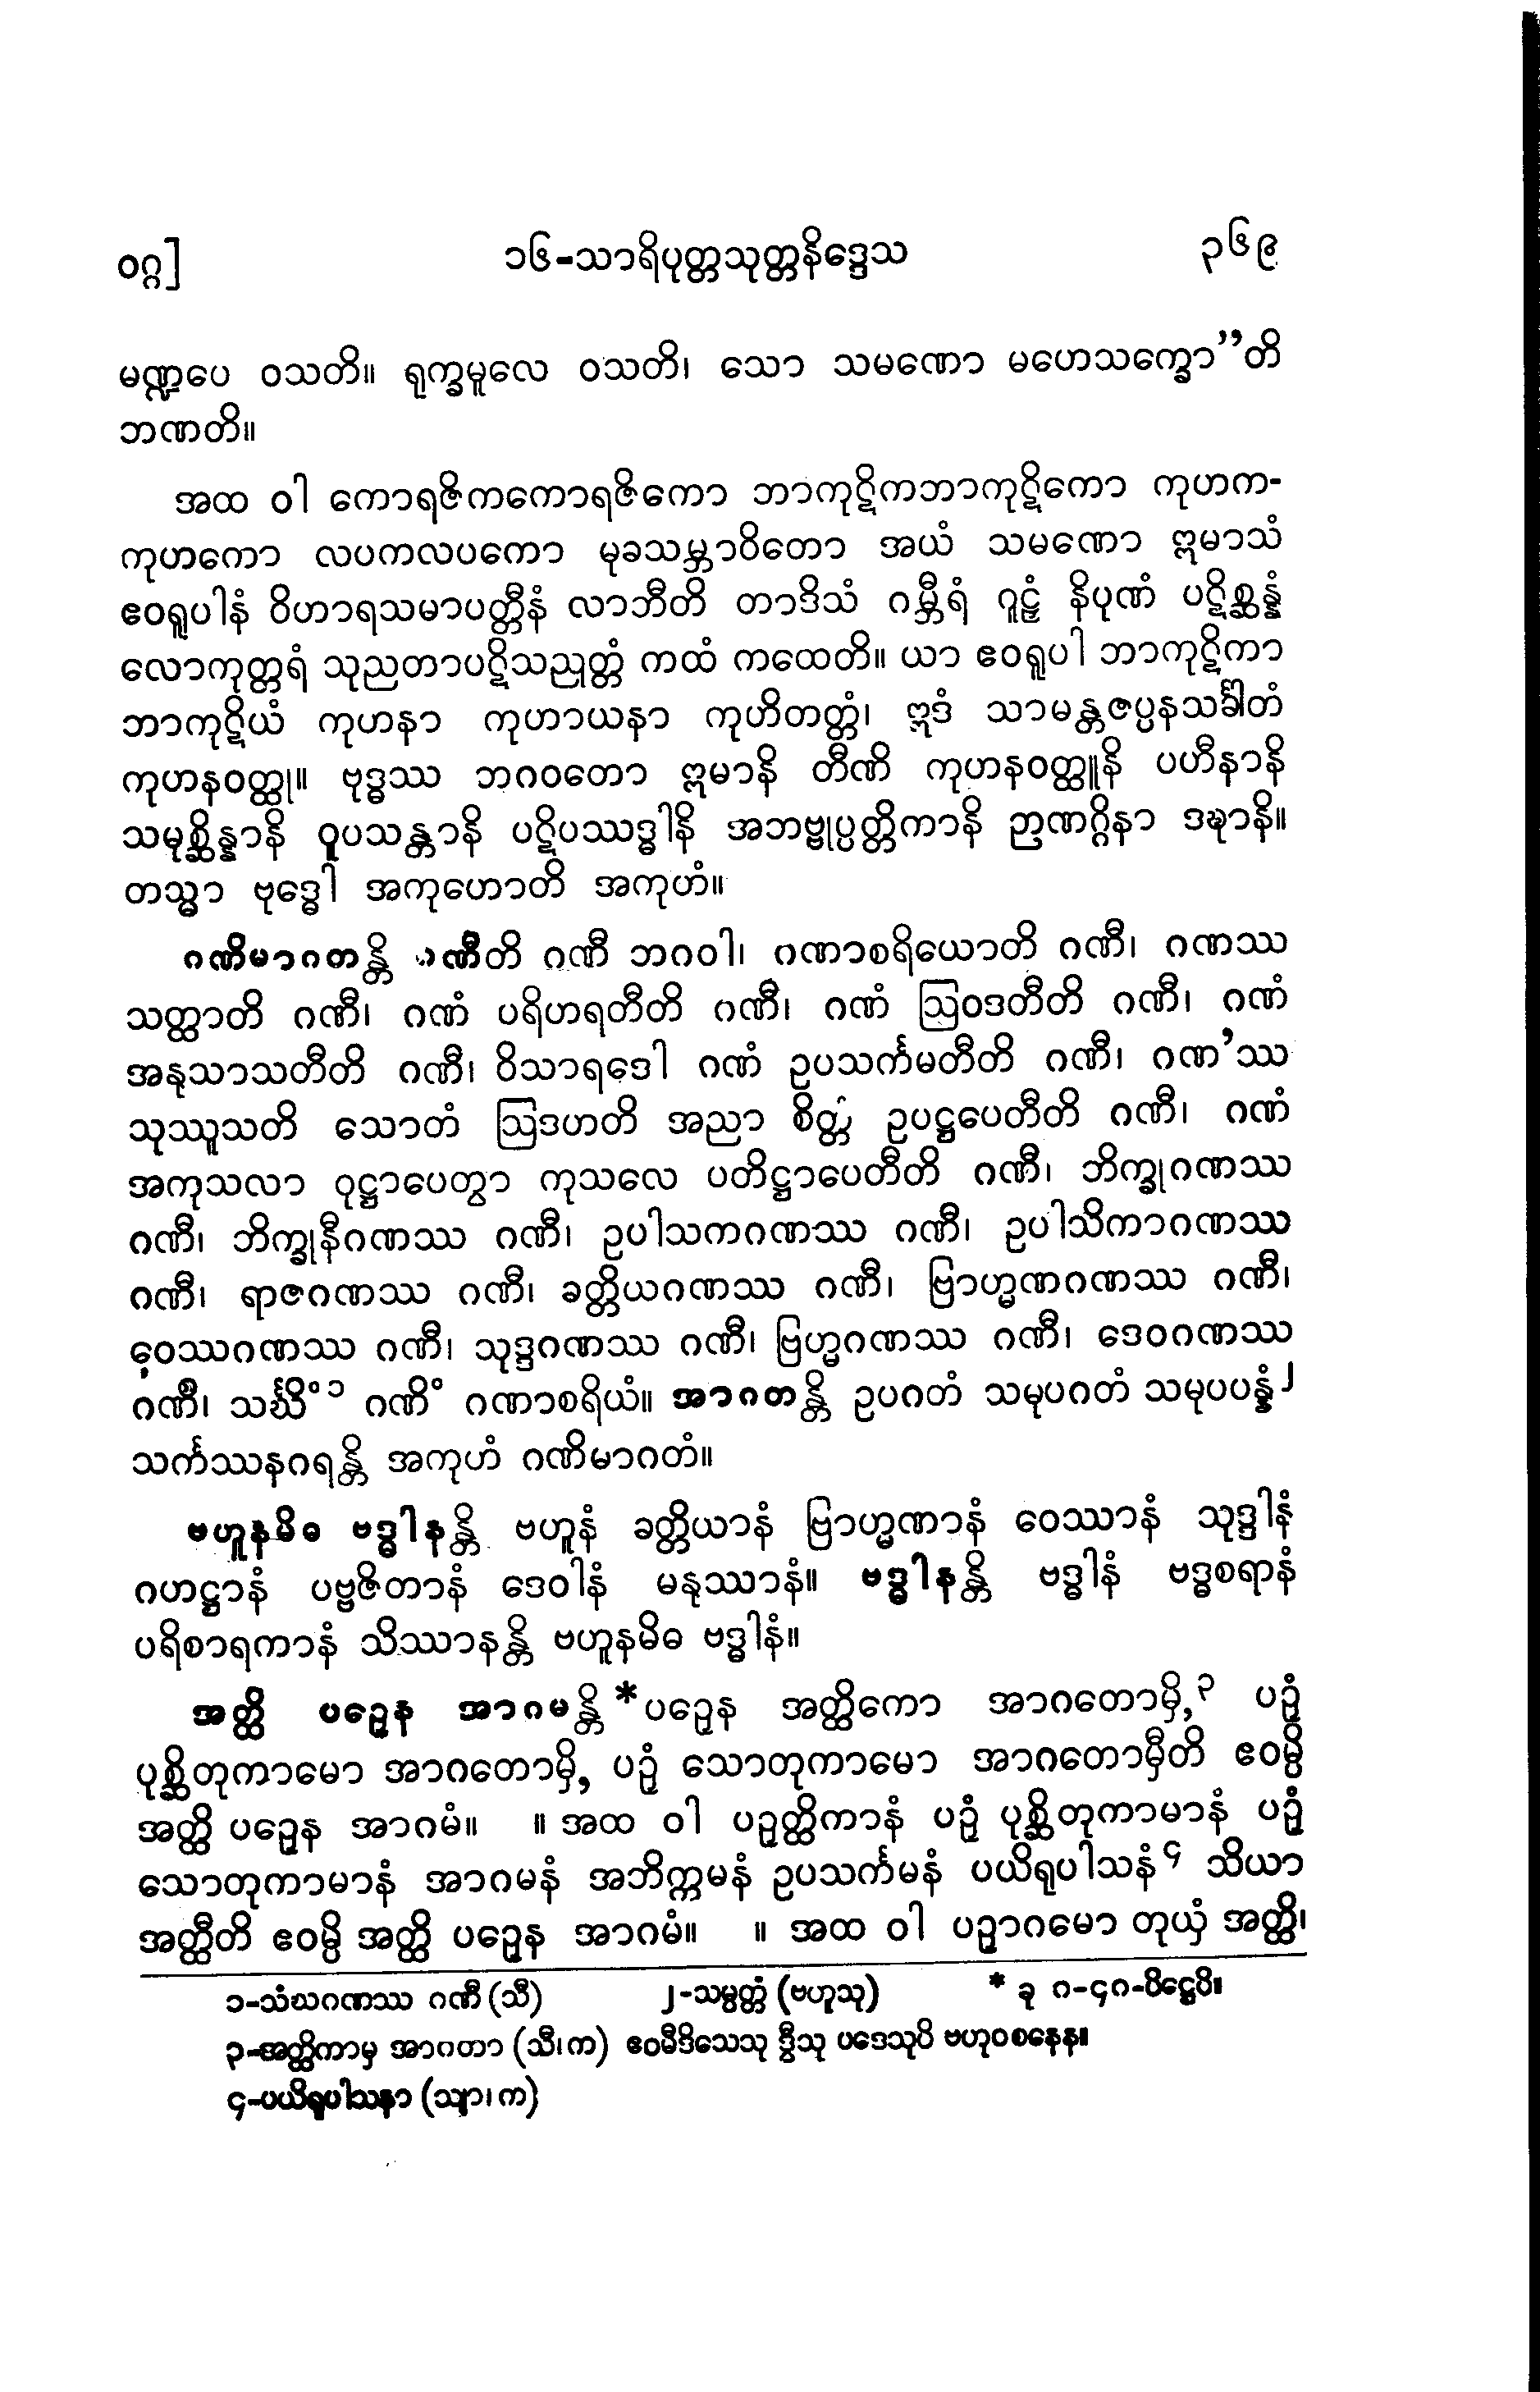 ဝဂ္ဂ] ၁၆-သာရိပုတ္တသုတ္တနိဒ္ဒေသ ၃၆၉
မဏ္ဍပေ ဝသတိ။ ရုက္ခမူလေ ဝသတိ၊ သော သမဏော မဟေသက္ခော”တိ
ဘဏတိ။
အထ ဝါ ကောရဇိကကောရဇိကော ဘာကုဋိကဘာကုဋိကော ကုဟက-
ကုဟကော လပကလပကော မုခသမ္ဘာဝိတော အယံ သမဏော ဣမာသံ
ဧဝရူပါနံ ဝိဟာရသမာပတ္တီနံ လာဘီတိ တာဒိသံ ဂမ္ဘီရံ ဂူဠှံ နိပုဏံ ပဋိစ္ဆန္နံ
လောကုတ္တရံ သုညတာပဋိသညုတ္တံ ကထံ ကထေတိ။ ယာ ဧဝရူပါ ဘာကုဋိကာ
ဘာကုဋိယံ ကုဟနာ ကုဟာယနာ ကုဟိတတ္တံ၊ ဣဒံ သာမန္တဇပ္ပနသင်္ခါတံ
ကုဟနဝတ္ထု။ ဗုဒ္ဓဿ ဘဂဝတော ဣမာနိ တီဏိ ကုဟနဝတ္ထူနိ ပဟီနာနိ
သမုစ္ဆိန္နာနိ ဝူပသန္တာနိ ပဋိပဿဒ္ဓါနိ အဘဗ္ဗုပ္ပတ္တိကာနိ ဉာဏဂ္ဂိနာ ဒဍ္ဎာနိ။
တသ္မာ ဗုဒ္ဓေါ အကုဟောတိ အကုဟံ။
ဂဏိမာဂတန္တိ ဂဏီတိ ဂဏီ ဘဂဝါ၊ ဂဏာစရိယောတိ ဂဏီ၊ ဂဏဿ
သတ္ထာတိ ဂဏီ၊ ဂဏံ ပရိဟရတီတိ ဂဏီ၊ ဂဏံ ဩဝဒတီတိ ဂဏီ၊ ဂဏံ
အနုသာသတီတိ ဂဏီ၊ ဝိသာရဒေါ ဂဏံ ဥပသင်္ကမတီတိ ဂဏီ၊ ဂဏ’ဿ
သုဿူသတိ သောတံ ဩဒဟတိ အညာ စိတ္တံ ဥပဋ္ဌပေတီတိ ဂဏီ၊ ဂဏံ
အကုသလာ ဝုဋ္ဌာပေတွာ ကုသလေ ပတိဋ္ဌာပေတီတိ ဂဏီ၊ ဘိက္ခုဂဏဿ
ဂဏီ၊ ဘိက္ခုနီဂဏဿ ဂဏီ၊ ဥပါသကဂဏဿ ဂဏီ၊ ဥပါသိကာဂဏဿ
ဂဏီ၊ ရာဇဂဏဿ ဂဏီ၊ ခတ္တိယဂဏဿ ဂဏီ၊ ဗြာဟ္မဏဂဏဿ ဂဏီ၊
ဝေဿဂဏဿ ဂဏီ၊ သုဒ္ဒဂဏဿ ဂဏီ၊ ဗြဟ္မဂဏဿ ဂဏီ၊ ဒေဝဂဏဿ
ဂဏီ၊ သင်္ဃိံ၁ ဂဏိံ ဂဏာစရိယံ။ အာဂတန္တိ ဥပဂတံ သမုပဂတံ သမုပပန္နံ၂
သင်္ကဿနဂရန္တိ အကုဟံ ဂဏိမာဂတံ။
ဗဟူနမိဓ ဗဒ္ဓါနန္တိ ဗဟူနံ ခတ္တိယာနံ ဗြာဟ္မဏာနံ ဝေဿာနံ သုဒ္ဒါနံ
ဂဟဋ္ဌာနံ ပဗ္ဗဇိတာနံ ဒေဝါနံ မနုဿာနံ။ ဗဒ္ဓါနန္တိ ဗဒ္ဓါနံ ဗဒ္ဓစရာနံ
ပရိစာရကာနံ သိဿာနန္တိ ဗဟူနမိဓ ဗဒ္ဓါနံ။
အတ္ထိ ပဉှေန အာဂမန္တိ *ပဉှေန အတ္ထိကော အာဂတောမှိ,၃ ပဉှံ
ပုစ္ဆိတုကာမော အာဂတောမှိ, ပဉှံ သောတုကာမော အာဂတောမှီတိ ဧဝမ္ပိ
အတ္ထိ ပဉှေန အာဂမံ။ ။ အထ ဝါ ပဉှတ္ထိကာနံ ပဉှံ ပုစ္ဆိတုကာမာနံ ပဉှံ
သောတုကာမာနံ အာဂမနံ အဘိက္ကမနံ ဥပသင်္ကမနံ ပယိရုပါသနံ၄ သိယာ
အတ္ထီတိ ဧဝမ္ပိ အတ္ထိ ပဉှေန အာဂမံ။ ။ အထ ဝါ ပဉှာဂမော တုယှံ အတ္ထိ၊
၁-သံဃဂဏဿ ဂဏီ (သီ) ၂-သမ္ပတ္တံ (ဗဟူသု) * ခု ဂ-၄ဂ-ပိဋ္ဌေပိ။
၃-အတ္ထိကာမှ အာဂတာ (သီ၊က) ဧဝမီဒိသေသု ဒွီသု ပဒေသုပိ ဗဟုဝစနေန။
၄-ပယိရူပါသနာ (သျာ၊က)